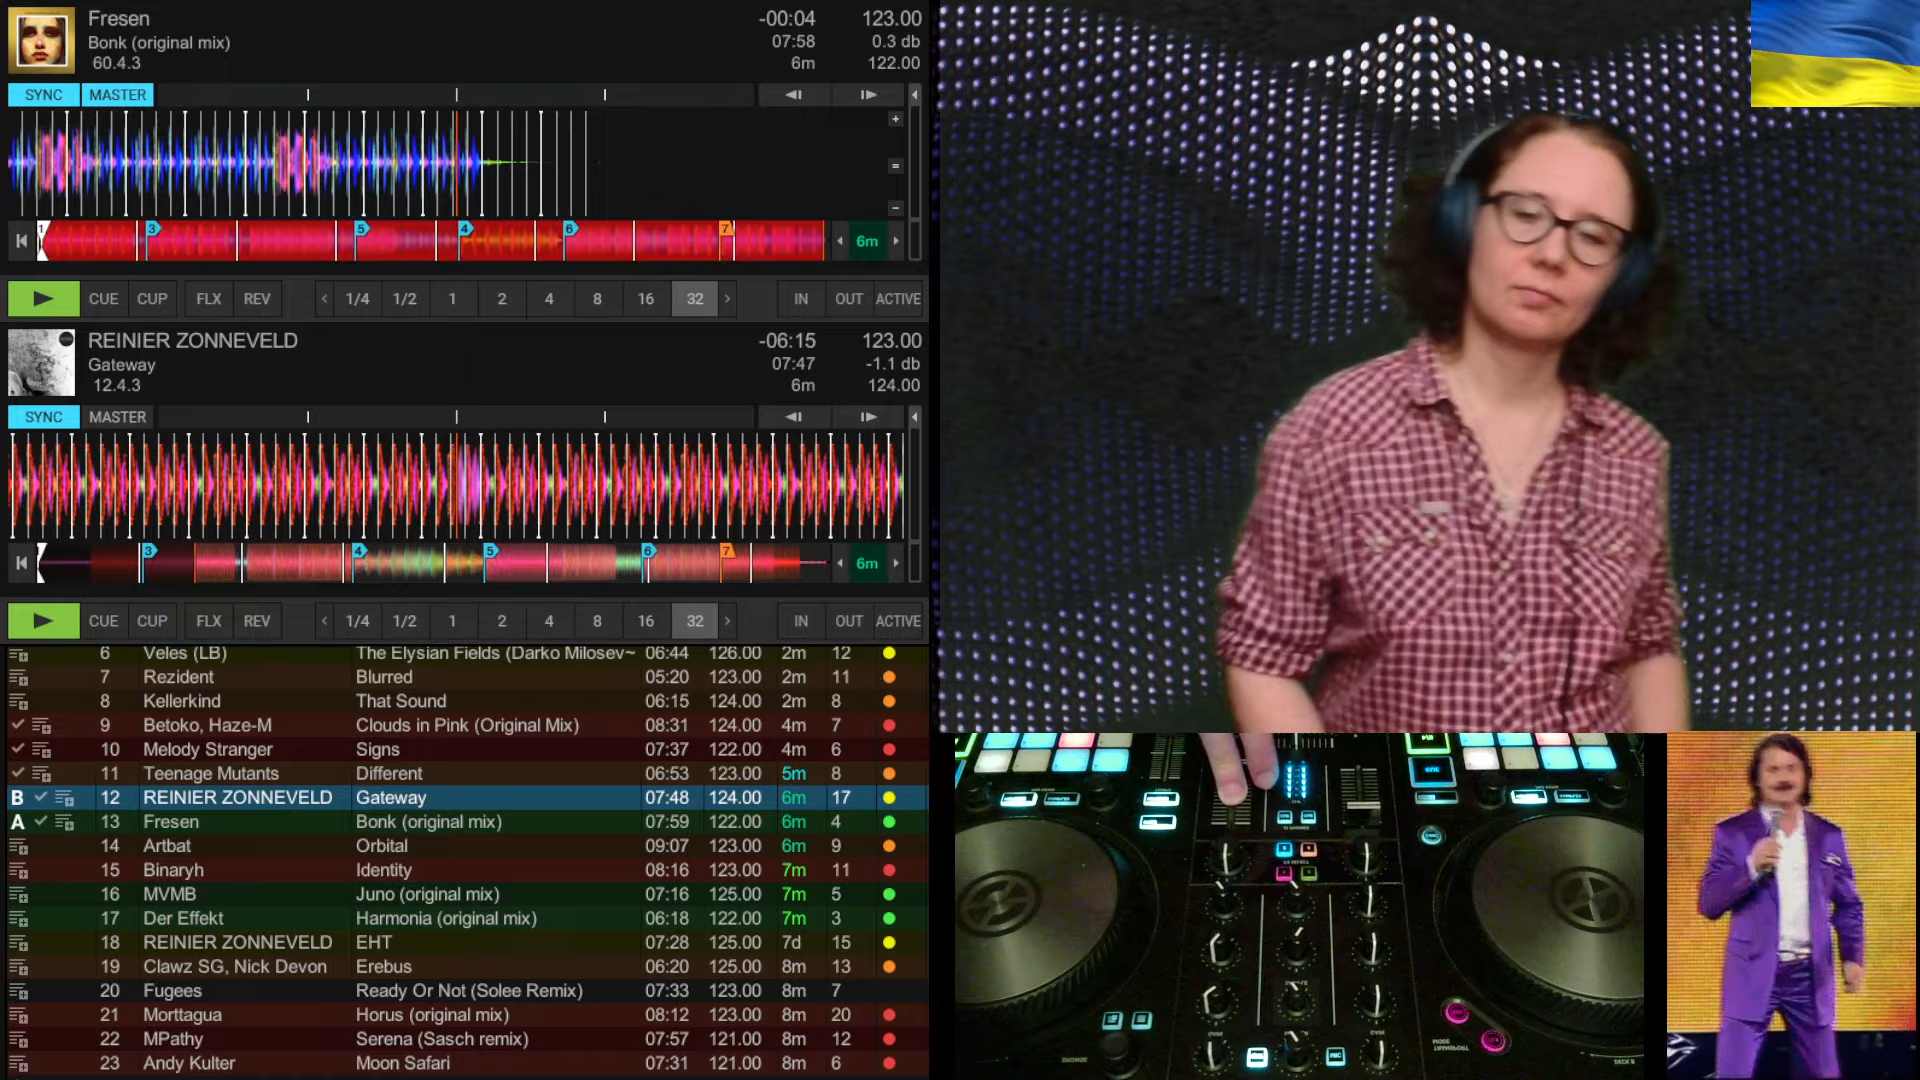 Fresen -00:04 123.00
Bonk (original mix) 07:58 0.3 db
60.4.3 6m 122.00
SYNC MASTER
+
=
−
1 3 5 4 6 7 6m
CUE CUP FLX REV 1/4 1/2 1 2 4 8 16 32 IN OUT ACTIVE
REINIER ZONNEVELD -06:15 123.00
Gateway 07:47 -1.1 db
12.4.3 6m 124.00
SYNC MASTER
3 4 5 6 7 6m
CUE CUP FLX REV 1/4 1/2 1 2 4 8 16 32 IN OUT ACTIVE
6 Veles (LB) The Elysian Fields (Darko Milosev~ 06:44 126.00 2m 12
7 Rezident Blurred 05:20 123.00 2m 11
8 Kellerkind That Sound 06:15 124.00 2m 8
9 Betoko, Haze-M Clouds in Pink (Original Mix) 08:31 124.00 4m 7
10 Melody Stranger Signs 07:37 122.00 4m 6
11 Teenage Mutants Different 06:53 123.00 5m 8
B 12 REINIER ZONNEVELD Gateway 07:48 124.00 6m 17
A 13 Fresen Bonk (original mix) 07:59 122.00 6m 4
14 Artbat Orbital 09:07 123.00 6m 9
15 Binaryh Identity 08:16 123.00 7m 11
16 MVMB Juno (original mix) 07:16 125.00 7m 5
17 Der Effekt Harmonia (original mix) 06:18 122.00 7m 3
18 REINIER ZONNEVELD EHT 07:28 125.00 7d 15
19 Clawz SG, Nick Devon Erebus 06:20 125.00 8m 13
20 Fugees Ready Or Not (Solee Remix) 07:33 123.00 8m 7
21 Morttagua Horus (original mix) 08:12 123.00 8m 20
22 MPathy Serena (Sasch remix) 07:57 121.00 8m 12
23 Andy Kulter Moon Safari 07:31 121.00 8m 6